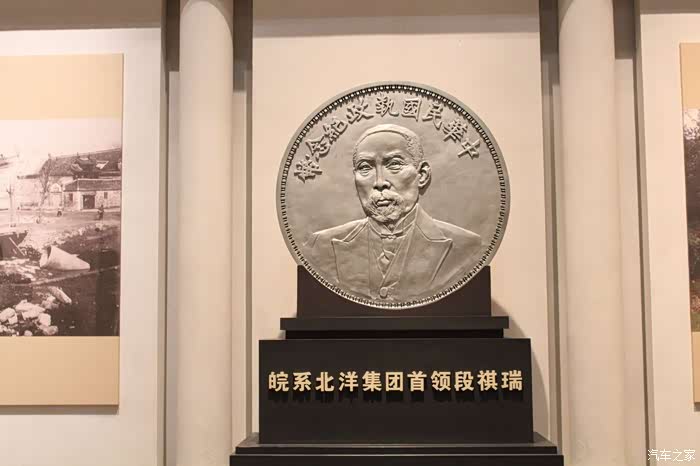 中華民國執政紀念幣
皖系北洋集团首领段祺瑞
汽车之家